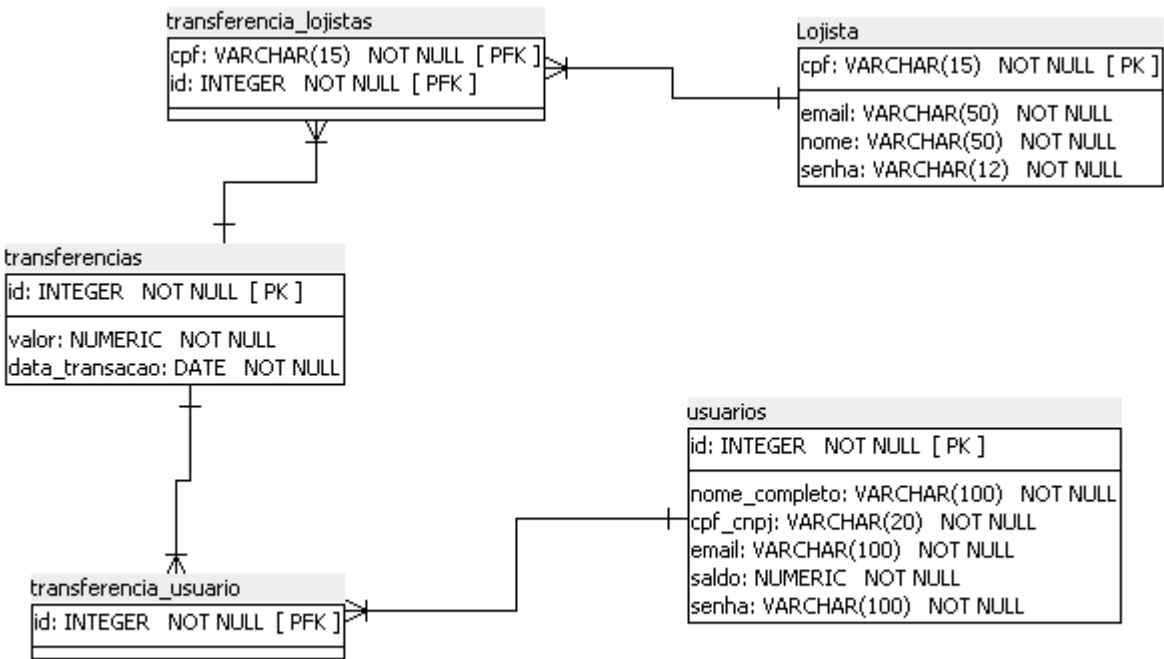 transferencia_lojistas
cpf: VARCHAR(15) NOT NULL [ PFK ]
id: INTEGER NOT NULL [ PFK ]
Lojista
cpf: VARCHAR(15) NOT NULL [ PK ]
email: VARCHAR(50) NOT NULL
nome: VARCHAR(50) NOT NULL
senha: VARCHAR(12) NOT NULL
transferencias
id: INTEGER NOT NULL [ PK ]
valor: NUMERIC NOT NULL
data_transacao: DATE NOT NULL
usuarios
id: INTEGER NOT NULL [ PK ]
nome_completo: VARCHAR(100) NOT NULL
cpf_cnpj: VARCHAR(20) NOT NULL
email: VARCHAR(100) NOT NULL
saldo: NUMERIC NOT NULL
senha: VARCHAR(100) NOT NULL
transferencia_usuario
id: INTEGER NOT NULL [ PFK ]